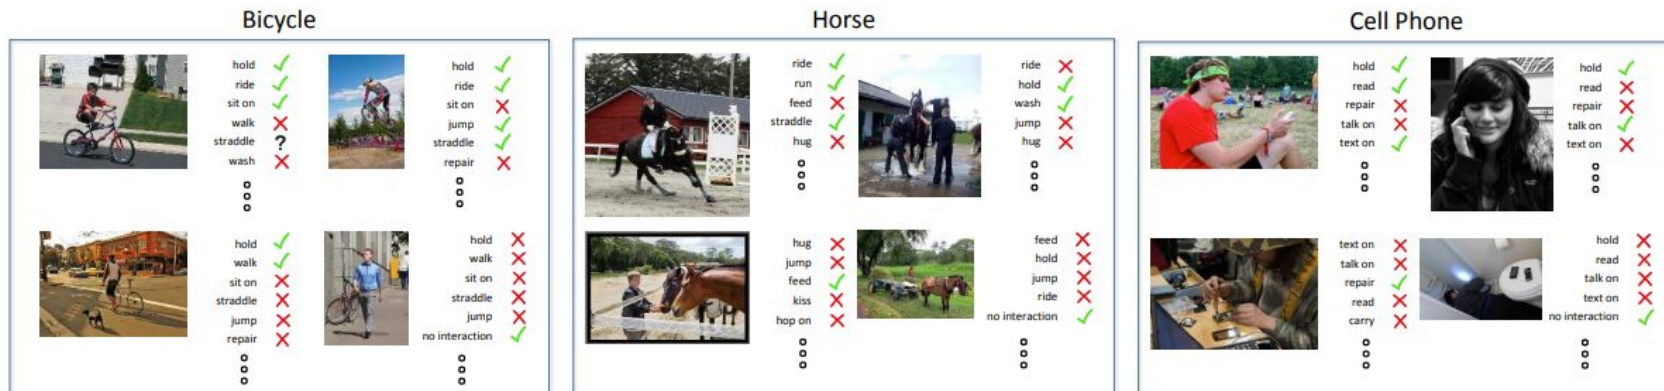 Bicycle
hold
ride
sit on
walk
straddle ?
wash
hold
ride
sit on
jump
straddle
repair
hold
walk
sit on
straddle
jump
repair
hold
walk
sit on
straddle
jump
no interaction
Horse
ride
run
feed
straddle
hug
ride
hold
wash
jump
hug
hug
jump
feed
kiss
hop on
feed
hold
jump
ride
no interaction
Cell Phone
hold
read
repair
talk on
text on
hold
read
repair
talk on
text on
text on
talk on
repair
read
carry
hold
read
talk on
text on
no interaction